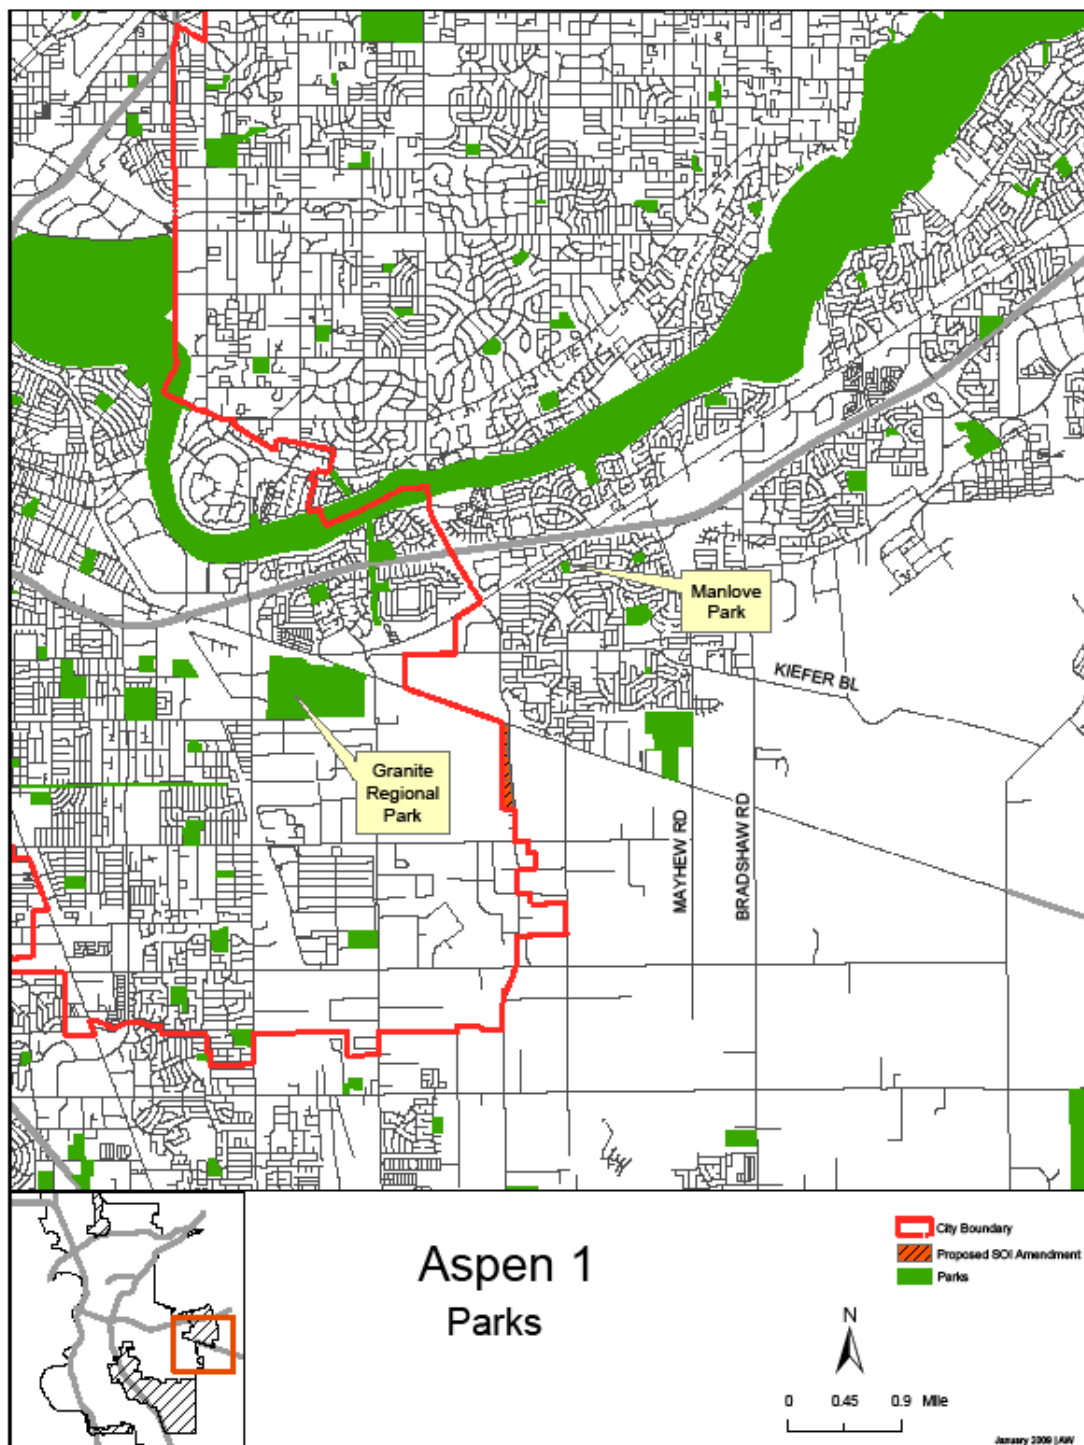 Manlove
Park
KIEFER BL
Granite
Regional
Park
MAYHEW RD
BRADSHAW RD
Aspen 1
Parks
City Boundary
Proposed SOI Amendment
Parks
N
0 0.45 0.9 Mile
January 2009 | AW